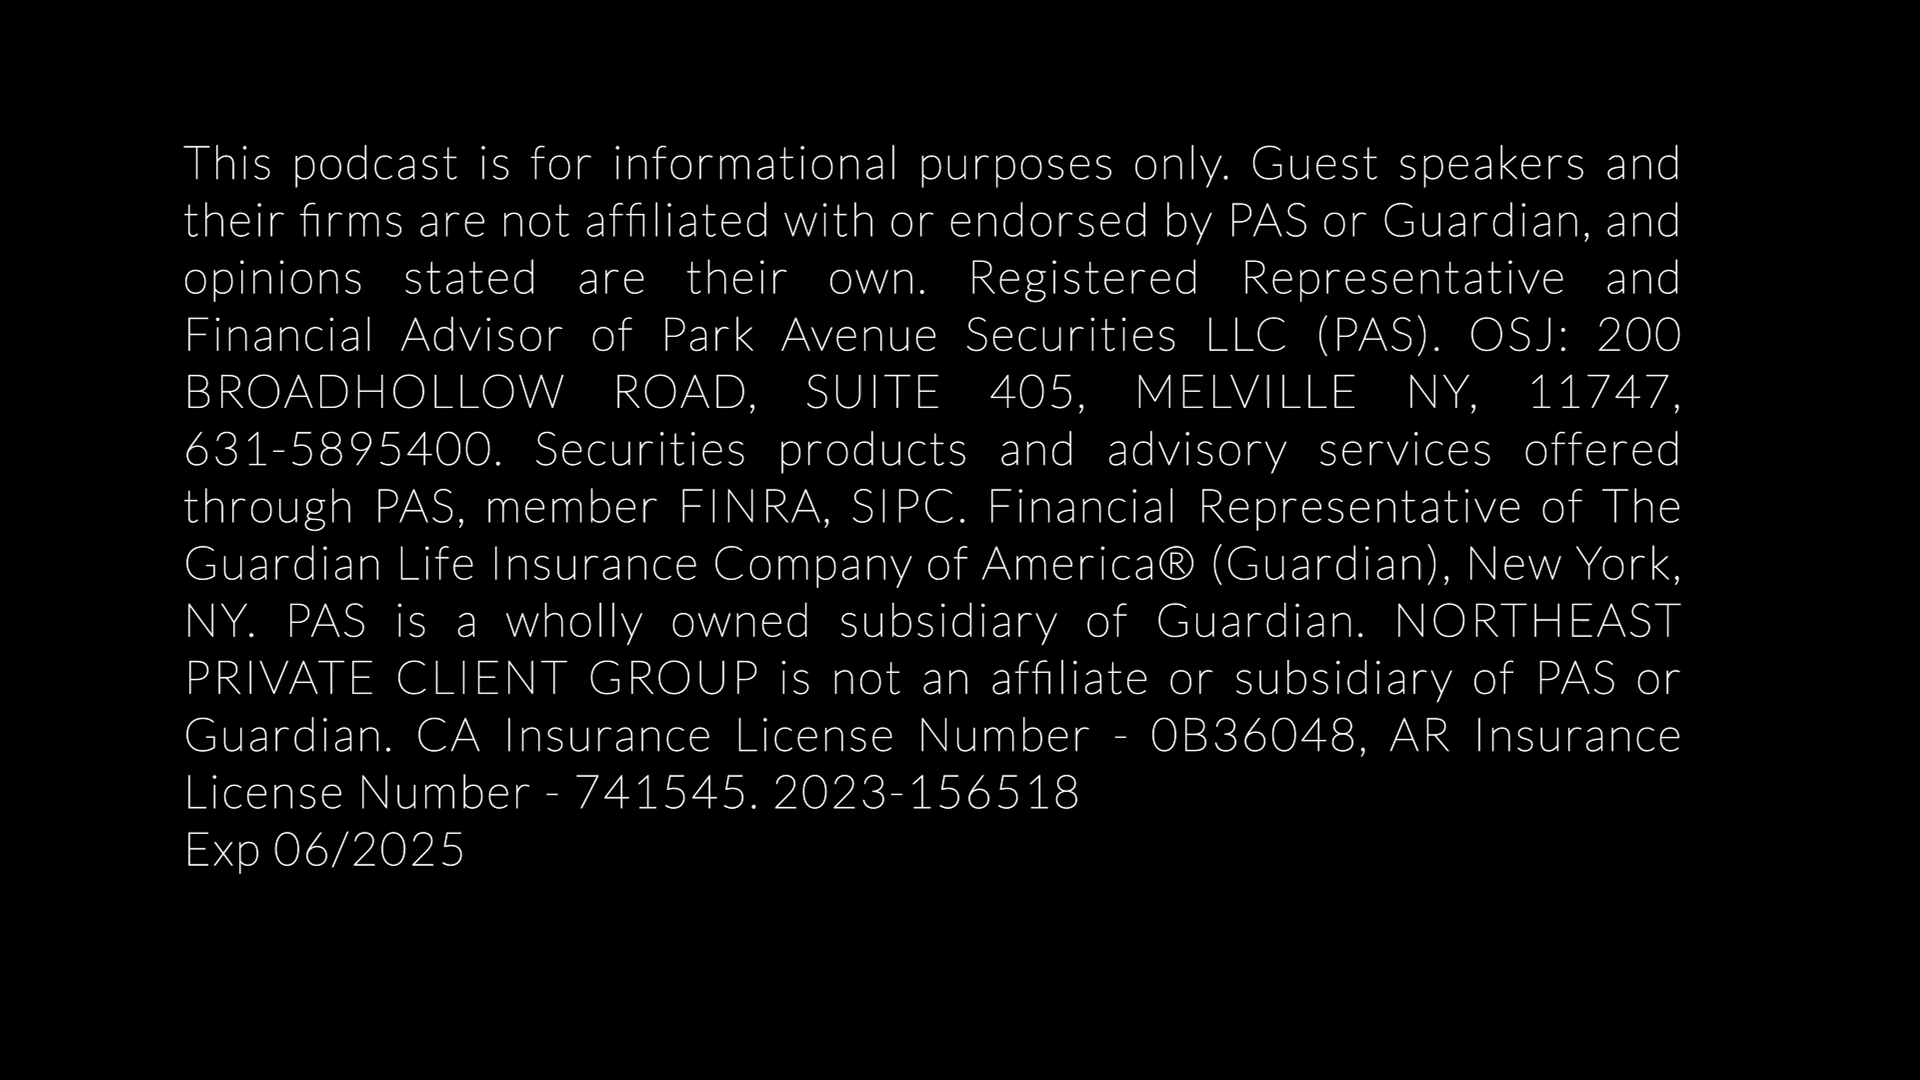 This podcast is for informational purposes only. Guest speakers and
their firms are not affiliated with or endorsed by PAS or Guardian, and
opinions stated are their own. Registered Representative and
Financial Advisor of Park Avenue Securities LLC (PAS). OSJ: 200
BROADHOLLOW ROAD, SUITE 405, MELVILLE NY, 11747,
631-5895400. Securities products and advisory services offered
through PAS, member FINRA, SIPC. Financial Representative of The
Guardian Life Insurance Company of America® (Guardian), New York,
NY. PAS is a wholly owned subsidiary of Guardian. NORTHEAST
PRIVATE CLIENT GROUP is not an affiliate or subsidiary of PAS or
Guardian. CA Insurance License Number - 0B36048, AR Insurance
License Number - 741545. 2023-156518
Exp 06/2025